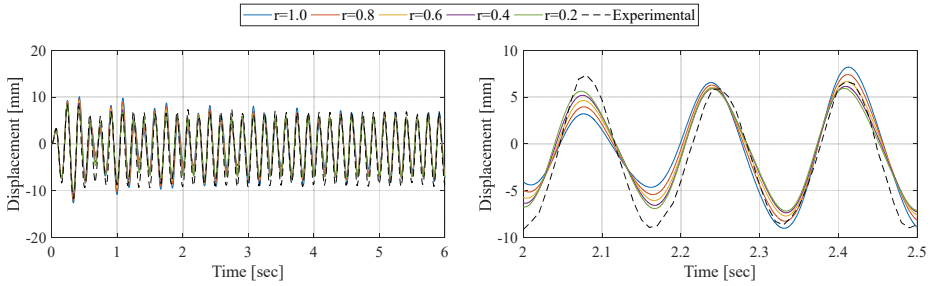 r=1.0 r=0.8 r=0.6 r=0.4 r=0.2 Experimental
Displacement [mm]
20
10
0
-10
-20
0 1 2 3 4 5 6
Time [sec]
Displacement [mm]
10
5
0
-5
-10
2 2.1 2.2 2.3 2.4 2.5
Time [sec]